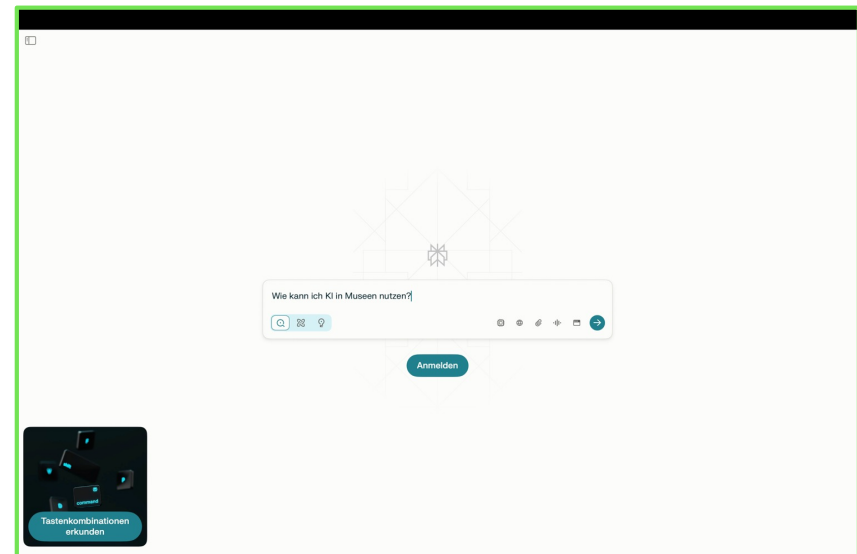 Wie kann ich KI in Museen nutzen?
Anmelden
command
Tastenkombinationen
erkunden